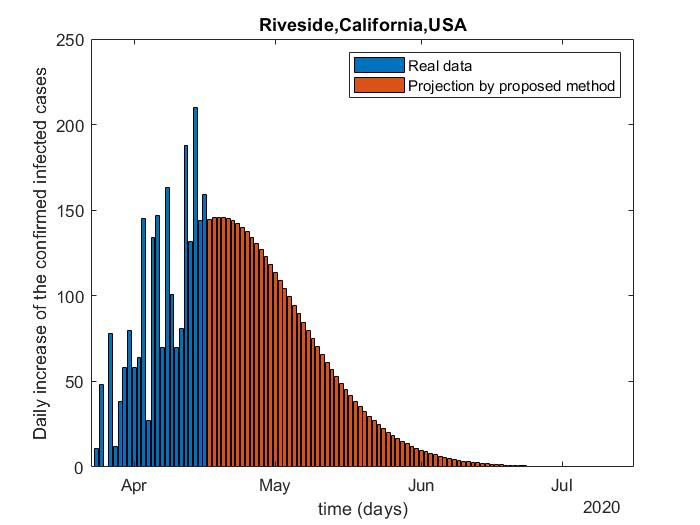 Riveside,California,USA
Real data
Projection by proposed method
Daily increase of the confirmed infected cases
250
200
150
100
50
0
Apr May Jun Jul
time (days)
2020